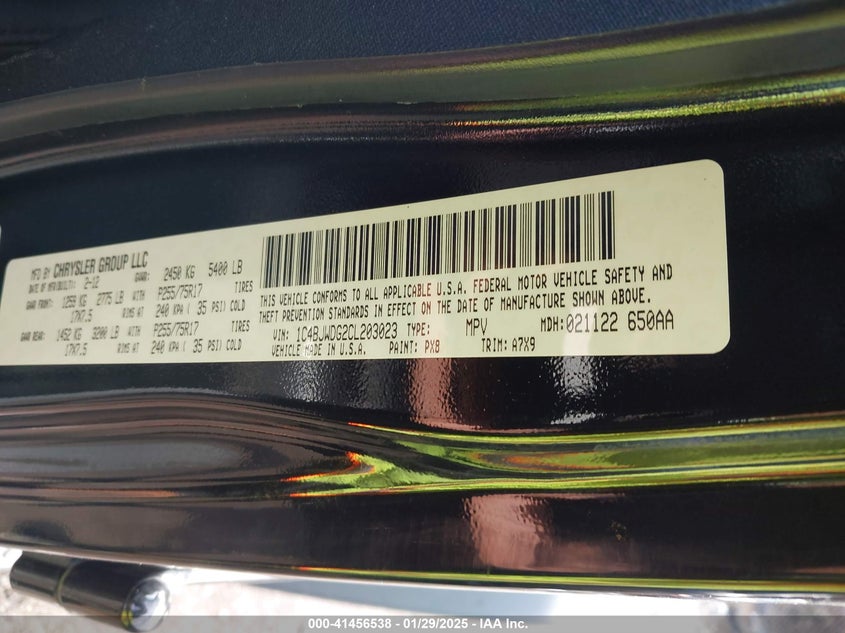 MFD BY CHRYSLER GROUP LLC
DATE OF MFR(BUILT): 2-12 GVWR: 2450 KG 5400 LB
GAWR FRONT: 1259 KG 2775 LB WITH P255/75R17 TIRES
17X7.5 RIMS AT 240 KPA ( 35 PSI) COLD
GAWR REAR: 1452 KG 3200 LB WITH P255/75R17 TIRES
17X7.5 RIMS AT 240 KPA ( 35 PSI) COLD
THIS VEHICLE CONFORMS TO ALL APPLICABLE U.S.A. FEDERAL MOTOR VEHICLE SAFETY AND
THEFT PREVENTION STANDARDS IN EFFECT ON THE DATE OF MANUFACTURE SHOWN ABOVE.
VIN: 1C4BJWDG2CL203023 TYPE: MPV MDH: 021122 650AA
VEHICLE MADE IN U.S.A. PAINT: PX8 TRIM: A7X9
000-41456538 - 01/29/2025 - IAA Inc.